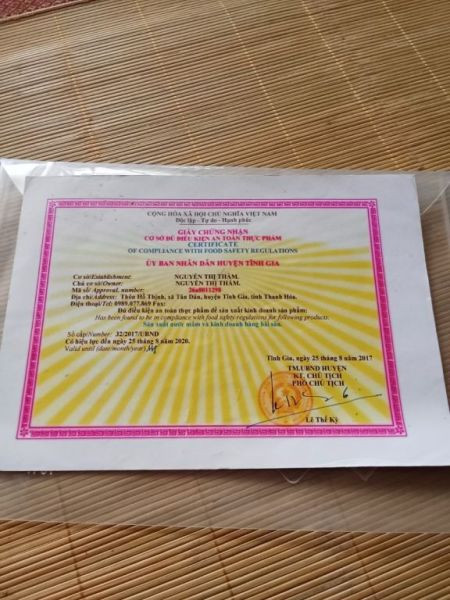 CỘNG HÒA XÃ HỘI CHỦ NGHĨA VIỆT NAM
Độc lập - Tự do - Hạnh phúc
GIẤY CHỨNG NHẬN
CƠ SỞ ĐỦ ĐIỀU KIỆN AN TOÀN THỰC PHẨM
CERTIFICATE
OF COMPLIANCE WITH FOOD SAFETY REGULATIONS
ỦY BAN NHÂN DÂN HUYỆN TĨNH GIA
Cơ sở/Establishment: NGUYỄN THỊ THẮM.
Chủ cơ sở/Owner: NGUYỄN THỊ THẮM.
Mã số/ Approval, number: 26a8011298
Địa chỉ/Address: Thôn Hồ Thịnh, xã Tân Dân, huyện Tĩnh Gia, tỉnh Thanh Hóa.
Điện thoại/Tel: 0989.077.869 Fax:
Đủ điều kiện an toàn thực phẩm để sản xuất kinh doanh sản phẩm:
Has been found to be in compliance with food safety regulations for following products:
Sản xuất nước mắm và kinh doanh hàng hải sản.
Số cấp/Number: 32/2017/UBND
Có hiệu lực đến ngày 25 tháng 8 năm 2020.
Valid until (date/month/year)
Tĩnh Gia, ngày 25 tháng 8 năm 2017
TM.UBND HUYỆN
KT. CHỦ TỊCH
PHÓ CHỦ TỊCH
Lê Thế Kỳ